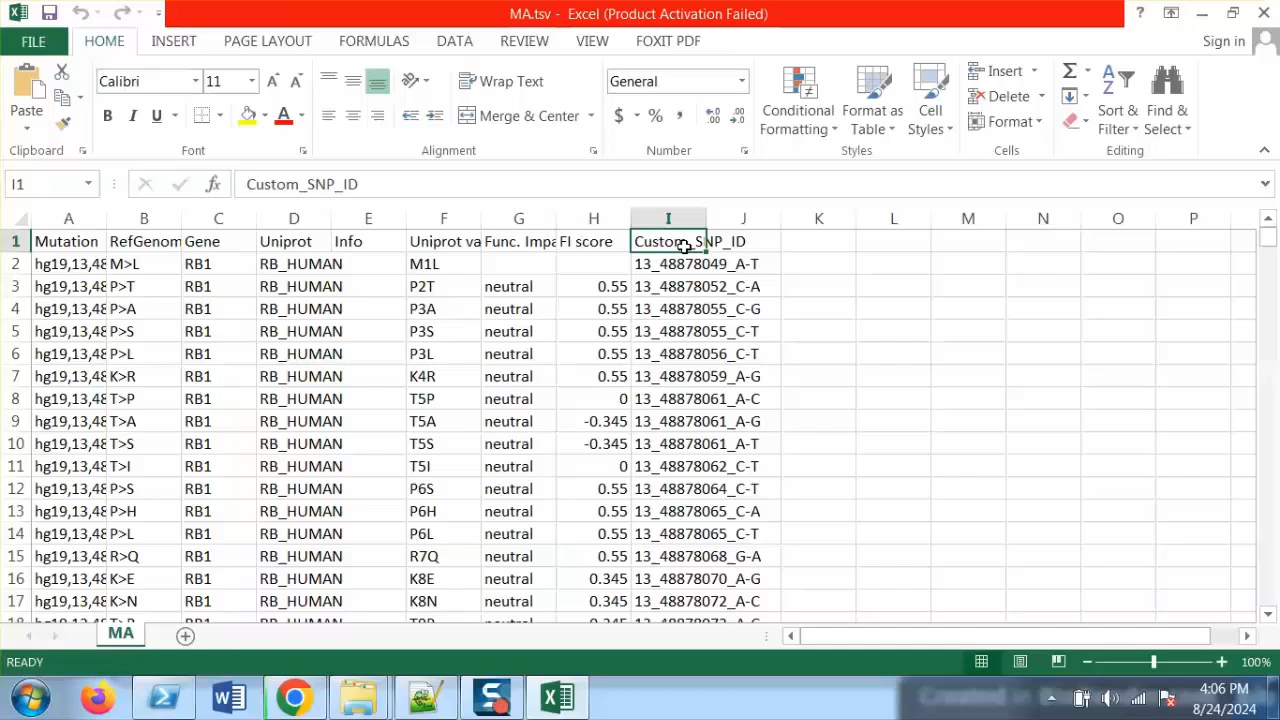 MA.tsv - Excel (Product Activation Failed)
FILE HOME INSERT PAGE LAYOUT FORMULAS DATA REVIEW VIEW FOXIT PDF Sign in
Paste
Calibri 11
B I U
Wrap Text
Merge & Center
General
$ % ,
Conditional Formatting
Format as Table
Cell Styles
Insert
Delete
Format
Sort & Filter
Find & Select
Clipboard Font Alignment Number Styles Cells Editing
I1 fx Custom_SNP_ID
A B C D E F G H I J K L M N O P
1 Mutation RefGenom Gene Uniprot Info Uniprot va Func. Impa FI score Custom_SNP_ID
2 hg19,13,48 M>L RB1 RB_HUMAN M1L 13_48878049_A-T
3 hg19,13,48 P>T RB1 RB_HUMAN P2T neutral 0.55 13_48878052_C-A
4 hg19,13,48 P>A RB1 RB_HUMAN P3A neutral 0.55 13_48878055_C-G
5 hg19,13,48 P>S RB1 RB_HUMAN P3S neutral 0.55 13_48878055_C-T
6 hg19,13,48 P>L RB1 RB_HUMAN P3L neutral 0.55 13_48878056_C-T
7 hg19,13,48 K>R RB1 RB_HUMAN K4R neutral 0.55 13_48878059_A-G
8 hg19,13,48 T>P RB1 RB_HUMAN T5P neutral 0 13_48878061_A-C
9 hg19,13,48 T>A RB1 RB_HUMAN T5A neutral -0.345 13_48878061_A-G
10 hg19,13,48 T>S RB1 RB_HUMAN T5S neutral -0.345 13_48878061_A-T
11 hg19,13,48 T>I RB1 RB_HUMAN T5I neutral 0 13_48878062_C-T
12 hg19,13,48 P>S RB1 RB_HUMAN P6S neutral 0.55 13_48878064_C-T
13 hg19,13,48 P>H RB1 RB_HUMAN P6H neutral 0.55 13_48878065_C-A
14 hg19,13,48 P>L RB1 RB_HUMAN P6L neutral 0.55 13_48878065_C-T
15 hg19,13,48 R>Q RB1 RB_HUMAN R7Q neutral 0.55 13_48878068_G-A
16 hg19,13,48 K>E RB1 RB_HUMAN K8E neutral 0.345 13_48878070_A-G
17 hg19,13,48 K>N RB1 RB_HUMAN K8N neutral 0.345 13_48878072_A-C
MA
READY 100%
4:06 PM
8/24/2024